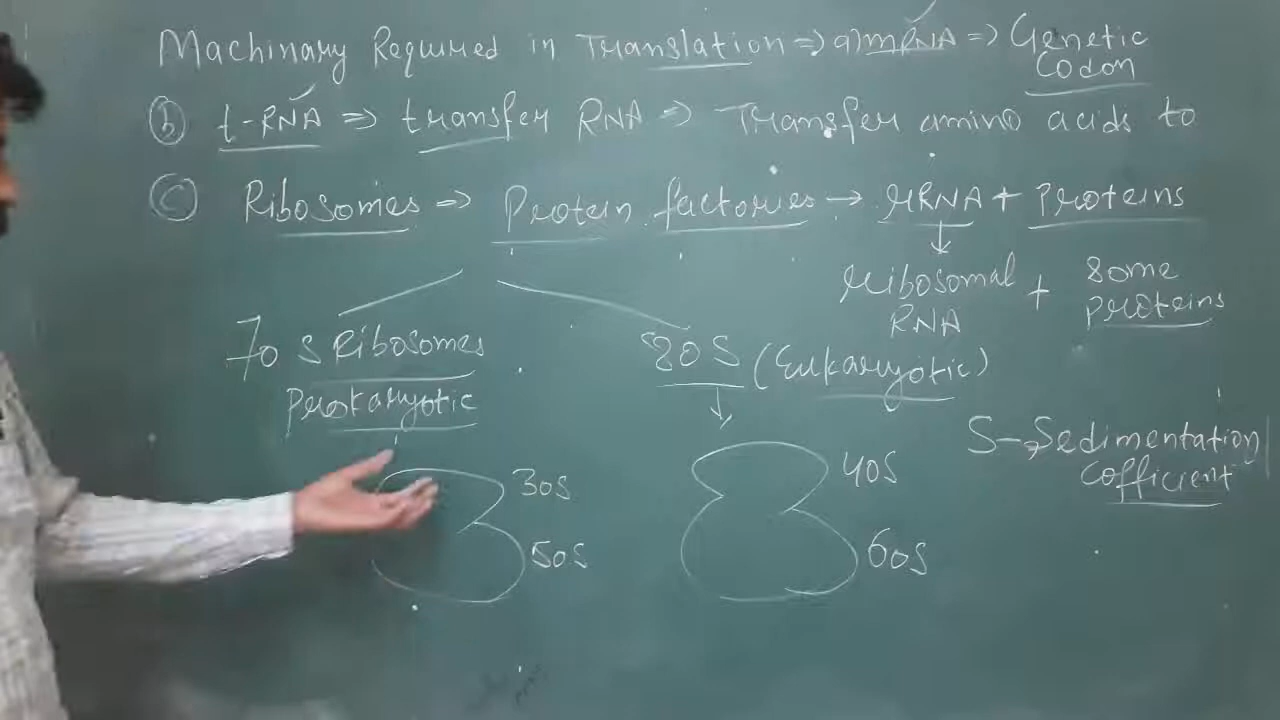 Machinary Required in Translation => a) mRNA => Genetic
Codon
(b) t-RNA => transfer RNA => Transfer amino acids to
(c) Ribosomes => Protein factories → rRNA + Proteins
↓
ribosomal RNA + some proteins
70 S Ribosomes
Prokaryotic
80 S (Eukaryotic)
↓
30S
50S
40S
60S
S-Sedimentation
cofficient